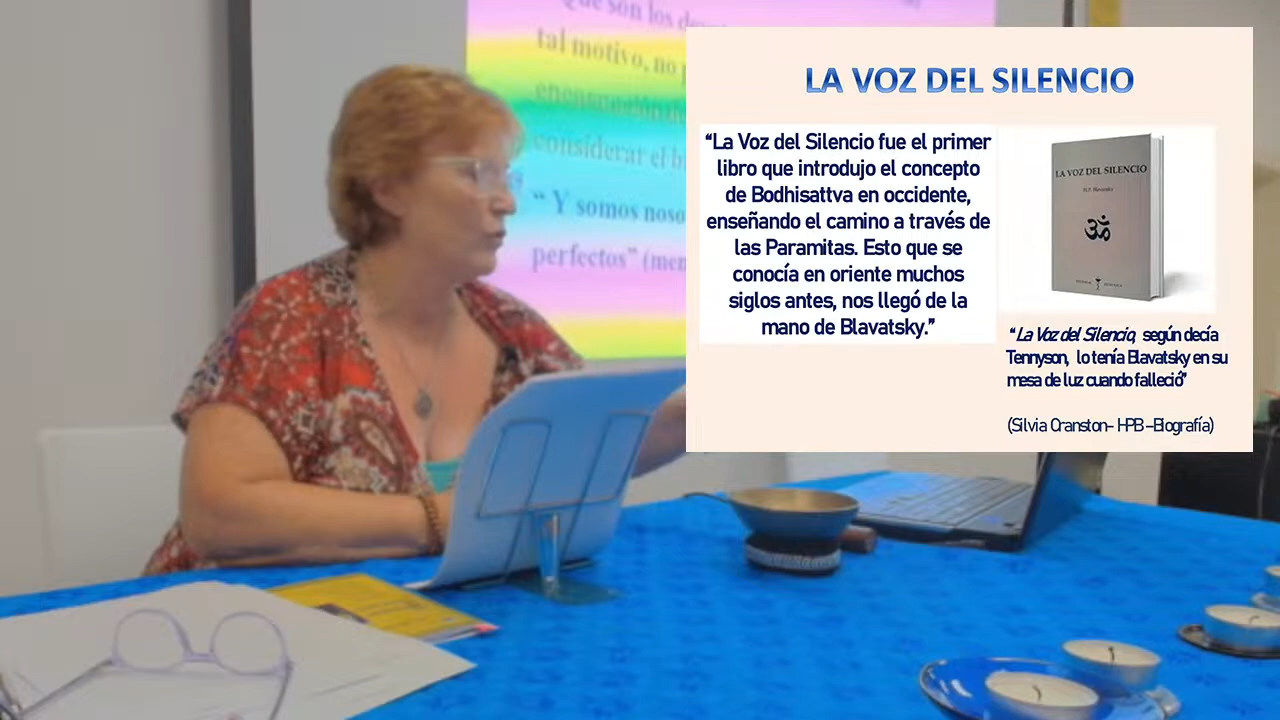 Que son los
tal motivo, no
considerar el
“ Y somos
perfectos”
LA VOZ DEL SILENCIO
“La Voz del Silencio fue el primer
libro que introdujo el concepto
de Bodhisattva en occidente,
enseñando el camino a través de
las Paramitas. Esto que se
conocía en oriente muchos
siglos antes, nos llegó de la
mano de Blavatsky.”
LA VOZ DEL SILENCIO
ॐ
“La Voz del Silencio, según decía
Tennyson, lo tenía Blavatsky en su
mesa de luz cuando falleció”
(Silvia Cranston- HPB –Biografía)